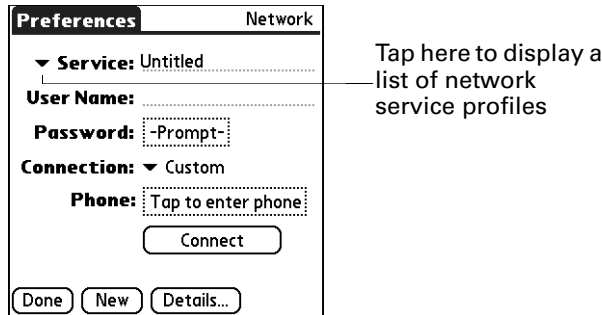 Preferences Network
Service: Untitled
User Name:
Password: -Prompt-
Connection: Custom
Phone: Tap to enter phone
Connect
Done New Details...
Tap here to display a
list of network
service profiles